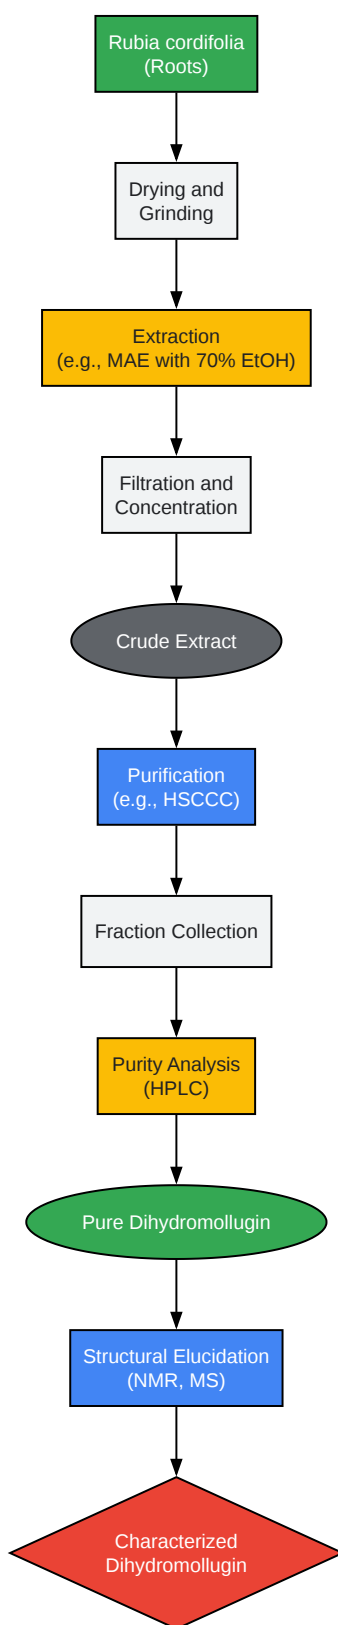 Rubia cordifolia
(Roots)
Drying and
Grinding
Extraction
(e.g., MAE with 70% EtOH)
Filtration and
Concentration
Crude Extract
Purification
(e.g., HSCCC)
Fraction Collection
Purity Analysis
(HPLC)
Pure Dihydromollugin
Structural Elucidation
(NMR, MS)
Characterized
Dihydromollugin